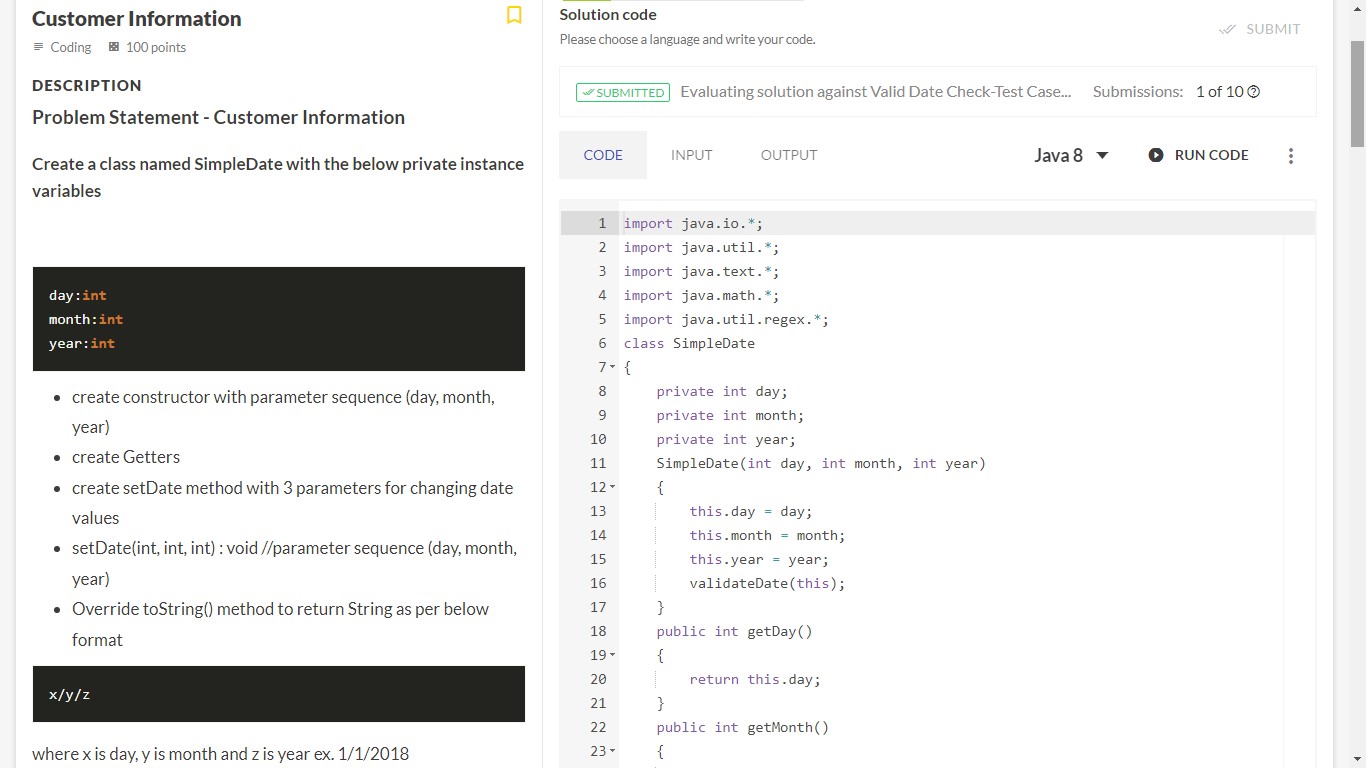 Customer Information
Coding 100 points
DESCRIPTION
Problem Statement - Customer Information
Create a class named SimpleDate with the below private instance
variables
day:int
month:int
year:int
• create constructor with parameter sequence (day, month,
year)
• create Getters
• create setDate method with 3 parameters for changing date
values
• setDate(int, int, int) : void //parameter sequence (day, month,
year)
• Override toString() method to return String as per below
format
x/y/z
where x is day, y is month and z is year ex. 1/1/2018
Solution code
Please choose a language and write your code.
SUBMIT
SUBMITTED Evaluating solution against Valid Date Check-Test Case... Submissions: 1 of 10
CODE INPUT OUTPUT Java 8 RUN CODE
1 import java.io.*;
2 import java.util.*;
3 import java.text.*;
4 import java.math.*;
5 import java.util.regex.*;
6 class SimpleDate
7 {
8 private int day;
9 private int month;
10 private int year;
11 SimpleDate(int day, int month, int year)
12 {
13 this.day = day;
14 this.month = month;
15 this.year = year;
16 validateDate(this);
17 }
18 public int getDay()
19 {
20 return this.day;
21 }
22 public int getMonth()
23 {